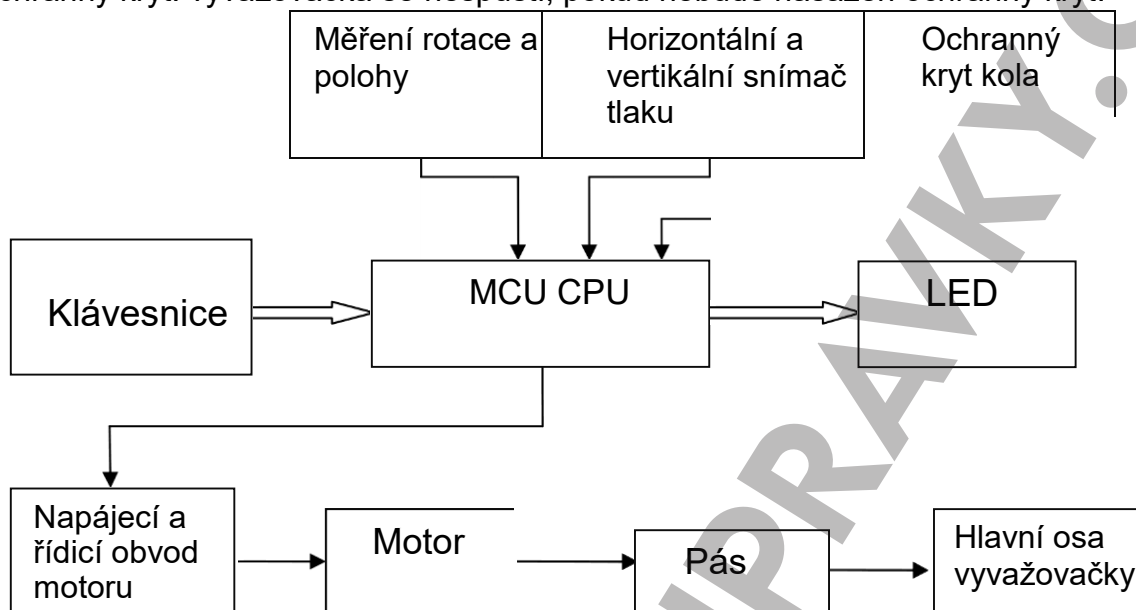 Měření rotace a
polohy
Horizontální a
vertikální snímač
tlaku
Ochranný
kryt kola
Klávesnice
MCU CPU
LED
Napájecí a
řídicí obvod
motoru
Motor
Pás
Hlavní osa
vyvažovačky